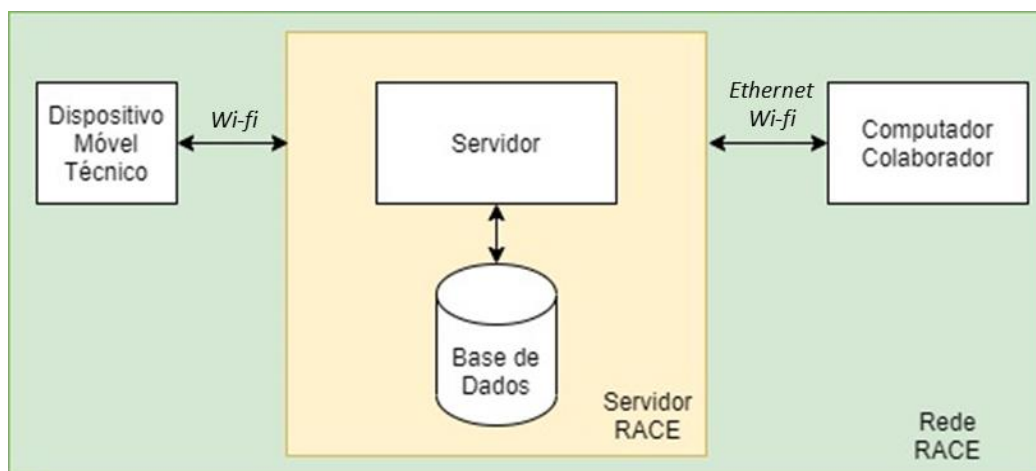 Dispositivo
Móvel
Técnico
Wi-fi
Servidor
Ethernet
Wi-fi
Computador
Colaborador
Base de
Dados
Servidor
RACE
Rede
RACE